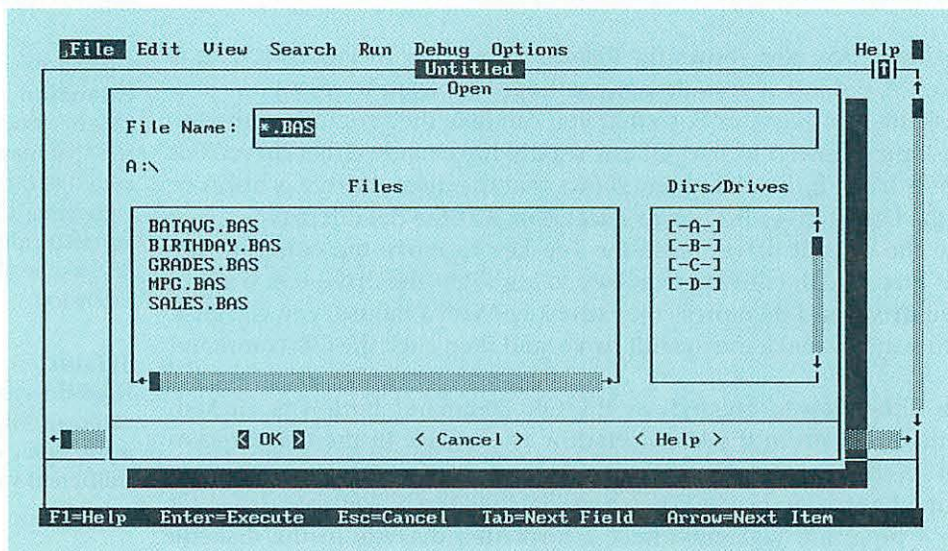 File Edit View Search Run Debug Options Help
Untitled
Open
File Name: *.BAS
A:\
Files Dirs/Drives
BATAVG.BAS [-A-]
BIRTHDAY.BAS [-B-]
GRADES.BAS [-C-]
MPG.BAS [-D-]
SALES.BAS
< OK > < Cancel > < Help >
F1=Help Enter=Execute Esc=Cancel Tab=Next Field Arrow=Next Item